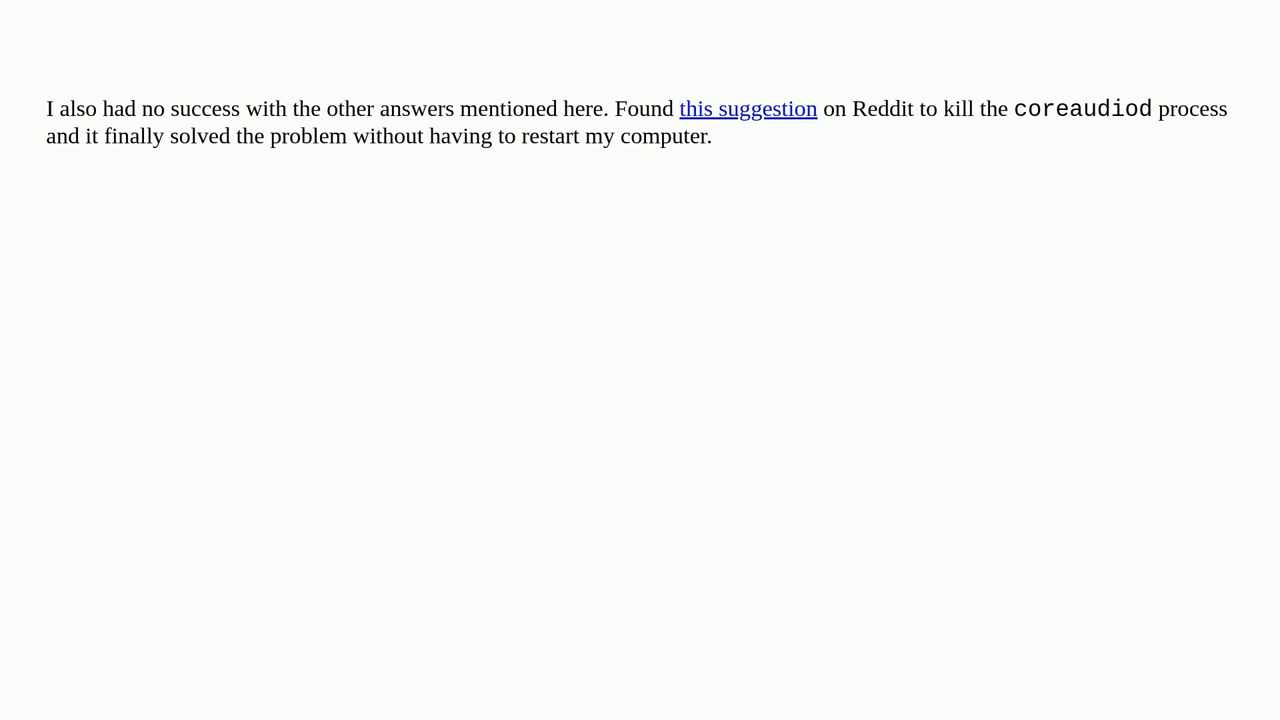 I also had no success with the other answers mentioned here. Found this suggestion on Reddit to kill the coreaudiod process
and it finally solved the problem without having to restart my computer.